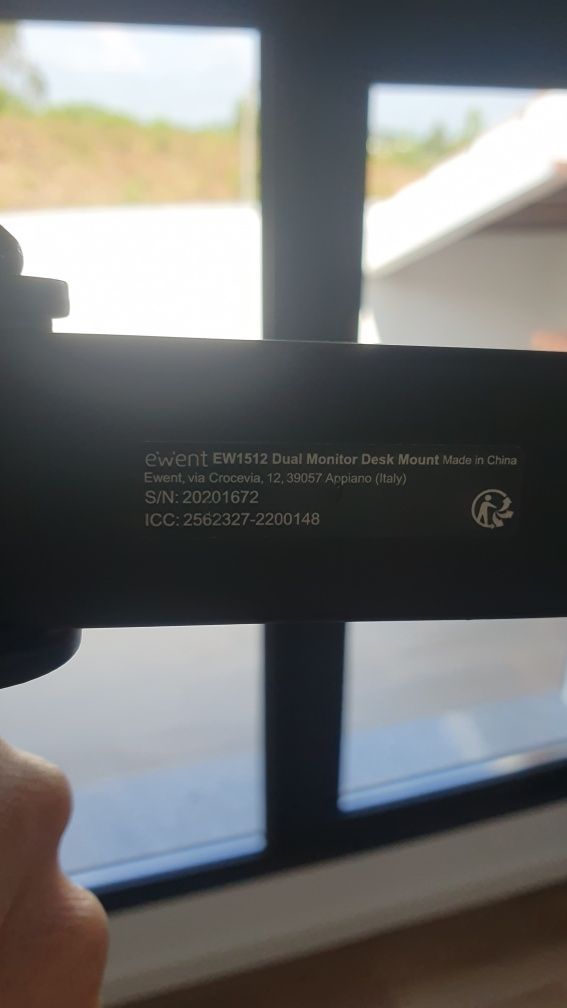 ewent EW1512 Dual Monitor Desk Mount Made in China
Ewent, via Crocevia, 12, 39057 Appiano (Italy)
S/N: 20201672
ICC: 2562327-2200148